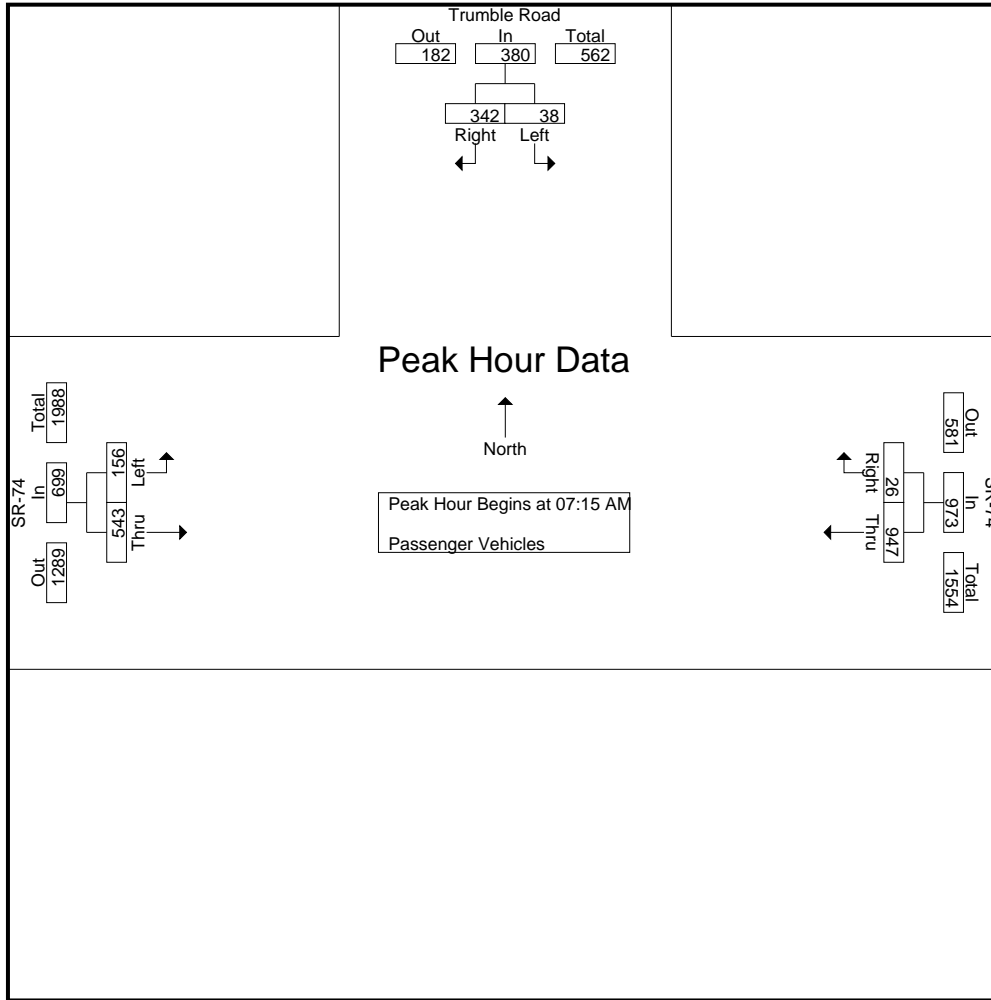 Trumble Road
Out In Total
182 380 562
342 38
Right Left
Peak Hour Data
North
Peak Hour Begins at 07:15 AM
Passenger Vehicles
SR-74
Out In Total
1289 699 1988
543 156
Thru Left
SR-74
Out In Total
581 973 1554
26 947
Right Thru